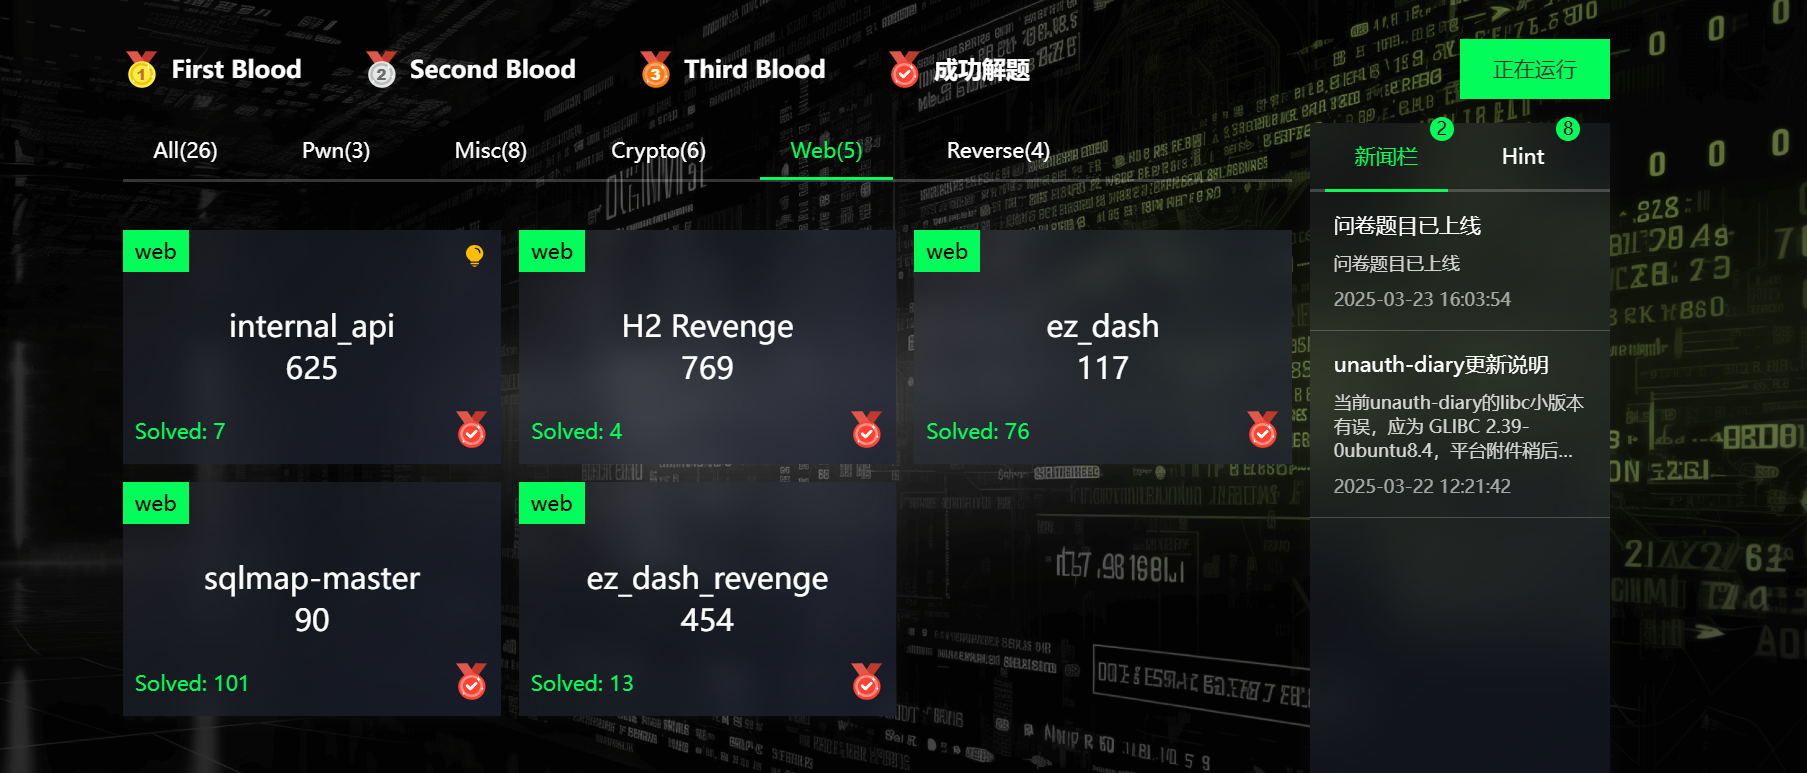 First Blood
Second Blood
Third Blood
成功解题
正在运行
All(26)
Pwn(3)
Misc(8)
Crypto(6)
Web(5)
Reverse(4)
web
internal_api
625
Solved: 7
web
H2 Revenge
769
Solved: 4
web
ez_dash
117
Solved: 76
web
sqlmap-master
90
Solved: 101
web
ez_dash_revenge
454
Solved: 13
新闻栏
2
Hint
8
问卷题目已上线
问卷题目已上线
2025-03-23 16:03:54
unauth-diary更新说明
当前unauth-diary的libc小版本
有误，应为 GLIBC 2.39-
0ubuntu8.4，平台附件稍后...
2025-03-22 12:21:42